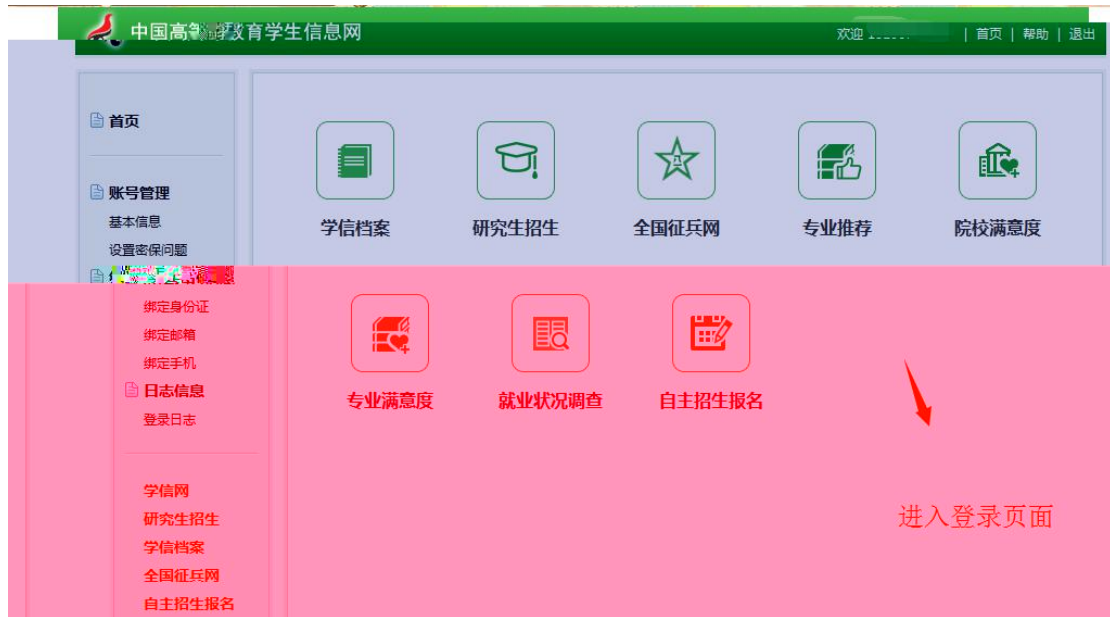 中国高等教育学生信息网
欢迎
| 首页 | 帮助 | 退出
首页
账号管理
基本信息
设置密保问题
学信档案
研究生招生
全国征兵网
专业推荐
院校满意度
绑定身份证
绑定邮箱
绑定手机
日志信息
登录日志
专业满意度
就业状况调查
自主招生报名
学信网
研究生招生
学信档案
全国征兵网
自主招生报名
进入登录页面